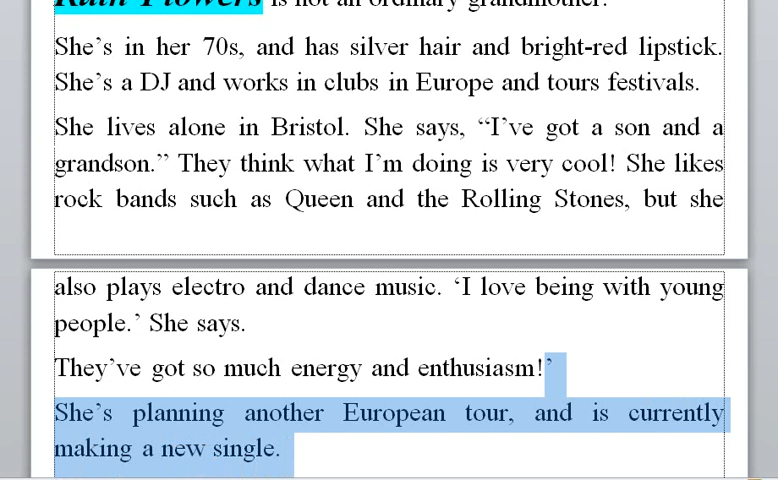 Ruth Flowers is not an ordinary grandmother.
She’s in her 70s, and has silver hair and bright-red lipstick.
She’s a DJ and works in clubs in Europe and tours festivals.
She lives alone in Bristol. She says, “I’ve got a son and a
grandson.” They think what I’m doing is very cool! She likes
rock bands such as Queen and the Rolling Stones, but she
also plays electro and dance music. ‘I love being with young
people.’ She says.
They’ve got so much energy and enthusiasm!’
She’s planning another European tour, and is currently
making a new single.